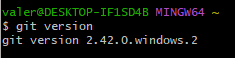 valer@DESKTOP-IF1SD4B MINGW64 ~
$ git version
git version 2.42.0.windows.2